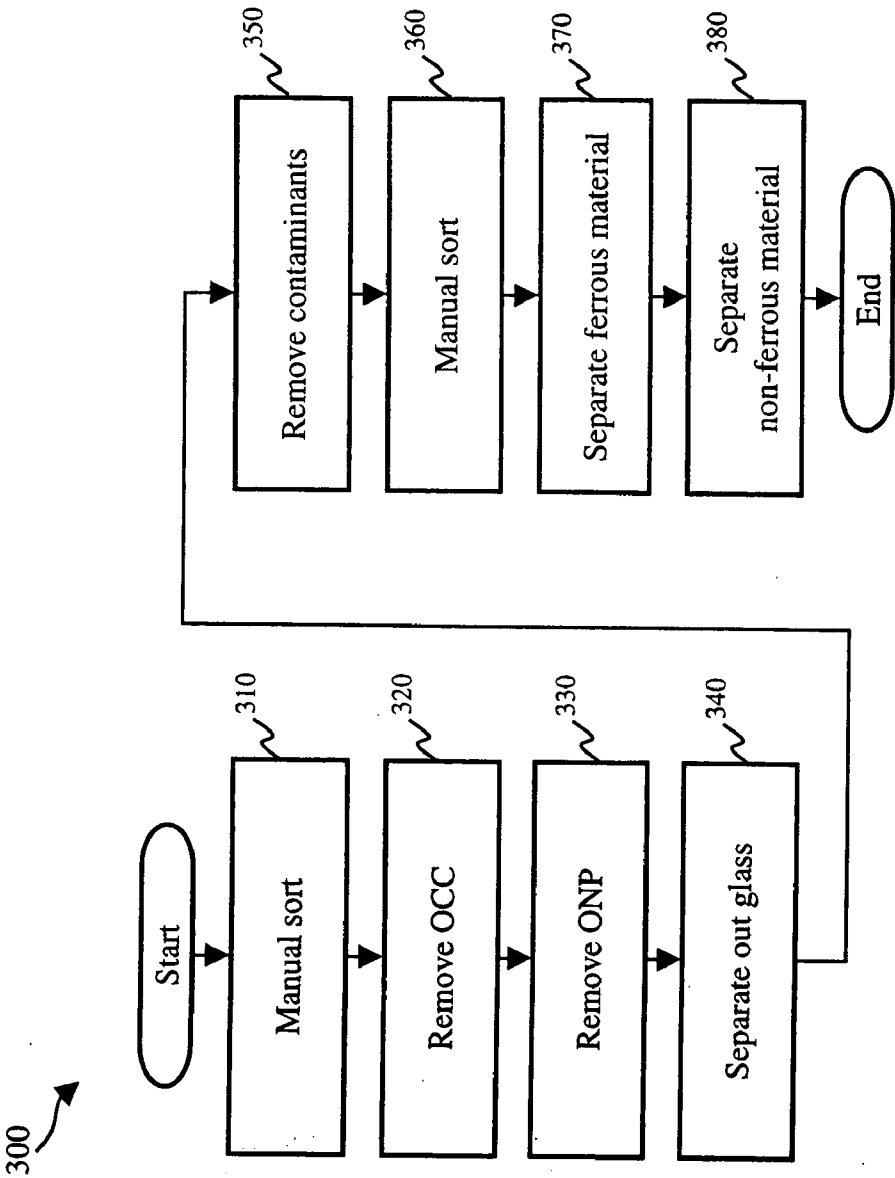 300
Start
Manual sort
310
Remove OCC
320
Remove ONP
330
Separate out glass
340
Remove contaminants
350
Manual sort
360
Separate ferrous material
370
Separate
non-ferrous material
380
End